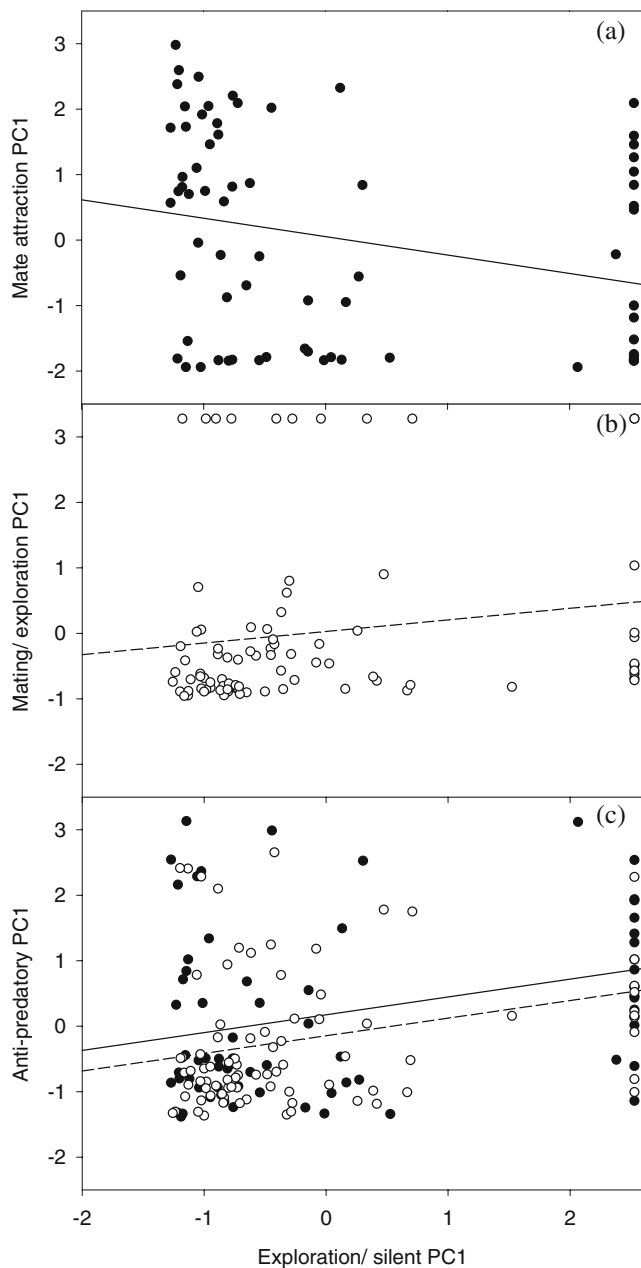 (a)
3
2
1
0
-1
-2
Mate attraction PC1
(b)
3
2
1
0
-1
-2
Mating/ exploration PC1
(c)
3
2
1
0
-1
-2
Anti-predatory PC1
-2 -1 0 1 2
Exploration/ silent PC1